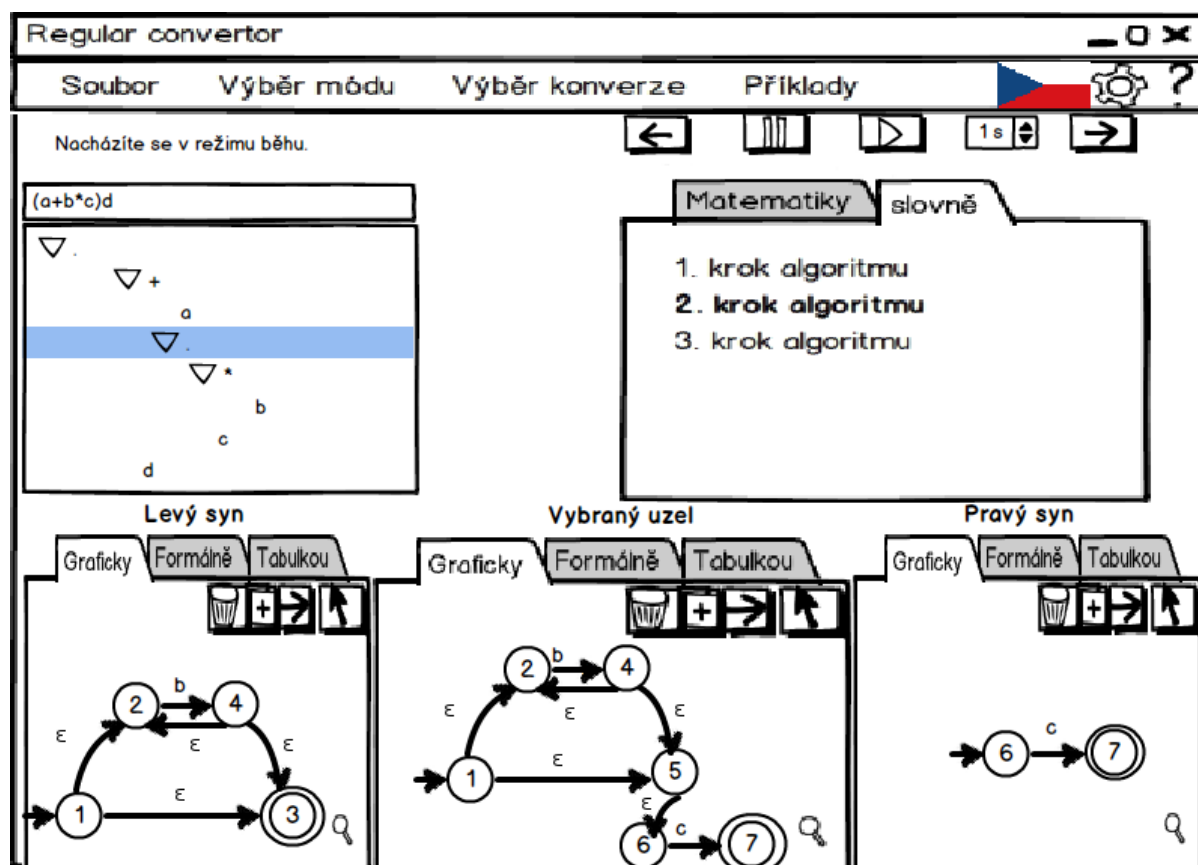 Regular convertor
Soubor Výběr módu Výběr konverze Příklady ?
Nacházíte se v režimu běhu.
1 s
(a+b*c)d
.
+
a
.
*
b
c
d
Matematiky slovně
1. krok algoritmu
2. krok algoritmu
3. krok algoritmu
Levý syn
Graficky Formálně Tabulkou
+
2 b 4
ε ε ε
1 ε 3
Vybraný uzel
Graficky Formálně Tabulkou
+
2 b 4
ε ε ε
1 ε 5
ε
6 c 7
Pravý syn
Graficky Formálně Tabulkou
+
6 c 7